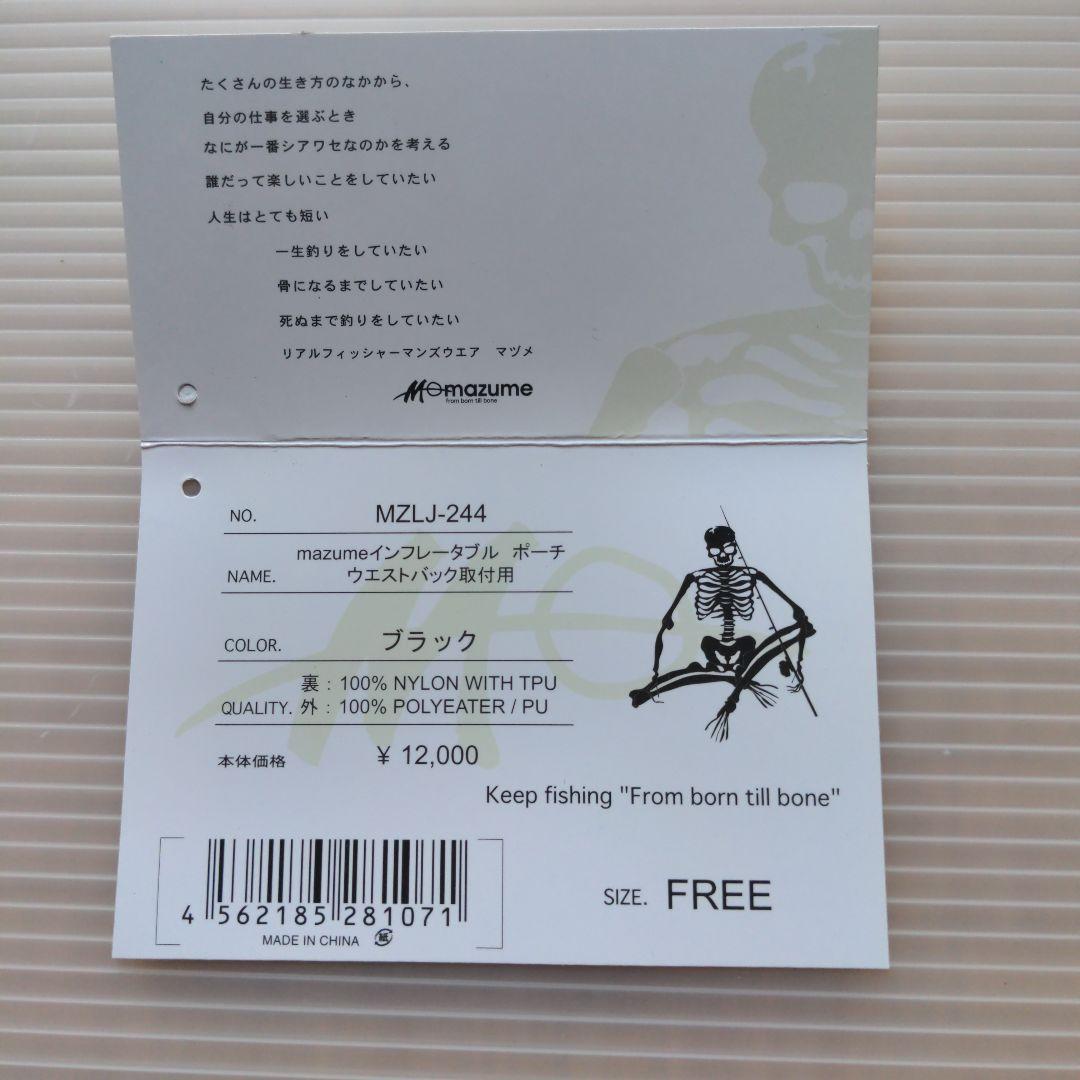 たくさんの生き方のなかから、
自分の仕事を選ぶとき
なにが一番シアワセなのかを考える
誰だって楽しいことをしていたい
人生はとても短い
一生釣りをしていたい
骨になるまでしていたい
死ぬまで釣りをしていたい
リアルフィッシャーマンズウエア　マヅメ
mazume
from born till bone
NO. MZLJ-244
mazumeインフレータブル　ポーチ
NAME. ウエストバック取付用
COLOR. ブラック
裏：100% NYLON WITH TPU
QUALITY. 外：100% POLYEATER / PU
本体価格 ¥ 12,000
Keep fishing "From born till bone"
4 562185 281071
MADE IN CHINA 紙
SIZE. FREE